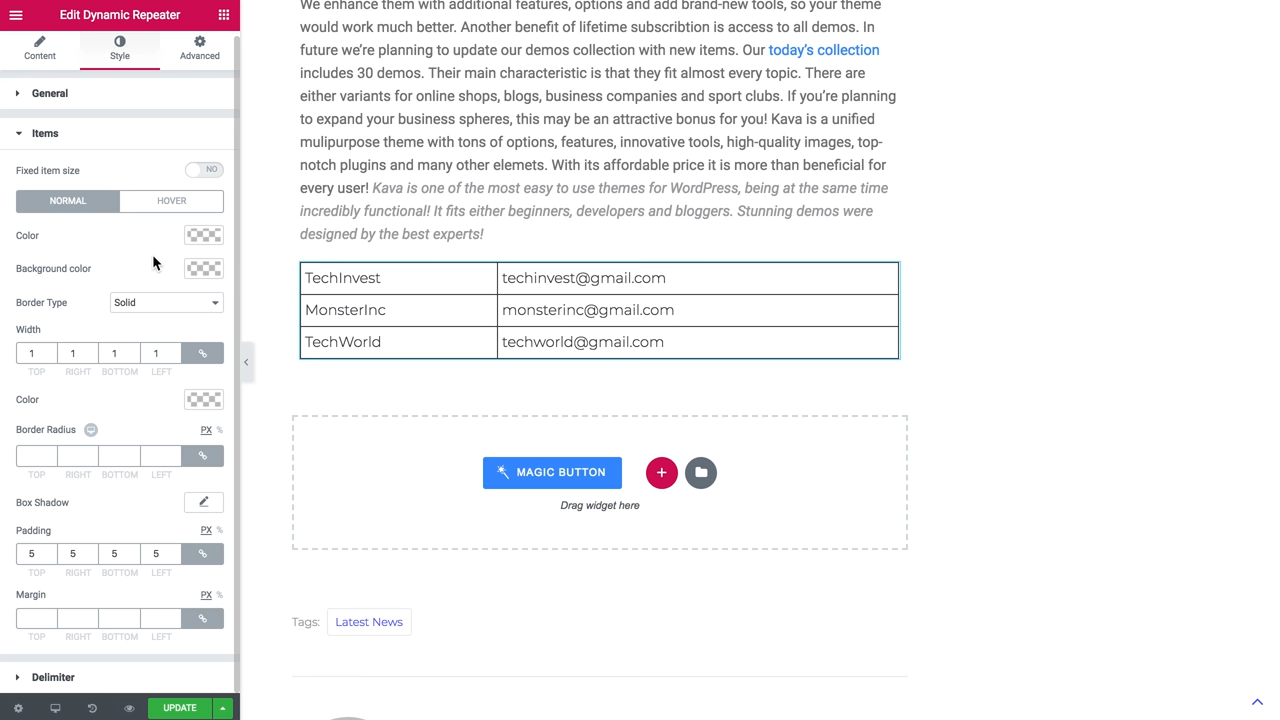 Edit Dynamic Repeater
Content
Style
Advanced
General
Items
Fixed item size
NO
NORMAL
HOVER
Color
Background color
Border Type
Solid
Width
1 1 1 1
TOP RIGHT BOTTOM LEFT
Color
Border Radius
PX %
TOP RIGHT BOTTOM LEFT
Box Shadow
Padding
PX %
5 5 5 5
TOP RIGHT BOTTOM LEFT
Margin
PX %
TOP RIGHT BOTTOM LEFT
Delimiter
UPDATE
We enhance them with additional features, options and add brand-new tools, so your theme
would work much better. Another benefit of lifetime subscribtion is access to all demos. In
future we're planning to update our demos collection with new items. Our today's collection
includes 30 demos. Their main characteristic is that they fit almost every topic. There are
either variants for online shops, blogs, business companies and sport clubs. If you're planning
to expand your business spheres, this may be an attractive bonus for you! Kava is a unified
mulipurpose theme with tons of options, features, innovative tools, high-quality images, top-
notch plugins and many other elemets. With its affordable price it is more than beneficial for
every user! Kava is one of the most easy to use themes for WordPress, being at the same time
incredibly functional! It fits either beginners, developers and bloggers. Stunning demos were
designed by the best experts!
TechInvest techinvest@gmail.com
MonsterInc monsterinc@gmail.com
TechWorld techworld@gmail.com
MAGIC BUTTON
Drag widget here
Tags: Latest News